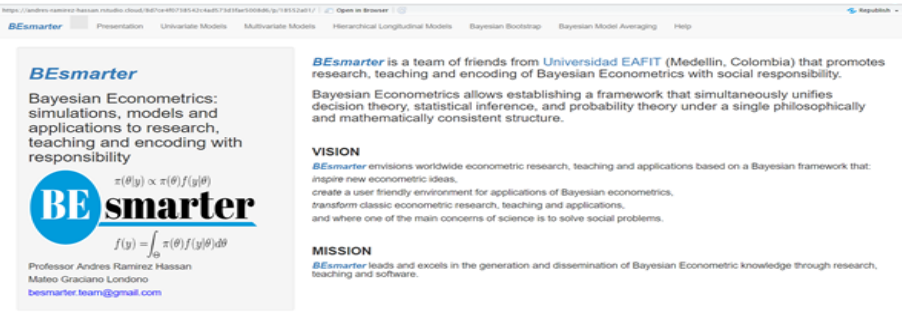 Open in Browser
Republish
BEsmarter Presentation Univariate Models Multivariate Models Hierarchical Longitudinal Models Bayesian Bootstrap Bayesian Model Averaging Help
BEsmarter
Bayesian Econometrics:
simulations, models and
applications to research,
teaching and encoding with
responsibility
π(θ|y) ∝ π(θ)f(y|θ)
BE smarter
f(y) = ∫Θ π(θ)f(y|θ)dθ
Professor Andres Ramirez Hassan
Mateo Graciano Londono
besmarter.team@gmail.com
BEsmarter is a team of friends from Universidad EAFIT (Medellin, Colombia) that promotes
research, teaching and encoding of Bayesian Econometrics with social responsibility.
Bayesian Econometrics allows establishing a framework that simultaneously unifies
decision theory, statistical inference, and probability theory under a single philosophically
and mathematically consistent structure.
VISION
BEsmarter envisions worldwide econometric research, teaching and applications based on a Bayesian framework that:
inspire new econometric ideas,
create a user friendly environment for applications of Bayesian econometrics,
transform classic econometric research, teaching and applications,
and where one of the main concerns of science is to solve social problems.
MISSION
BEsmarter leads and excels in the generation and dissemination of Bayesian Econometric knowledge through research,
teaching and software.